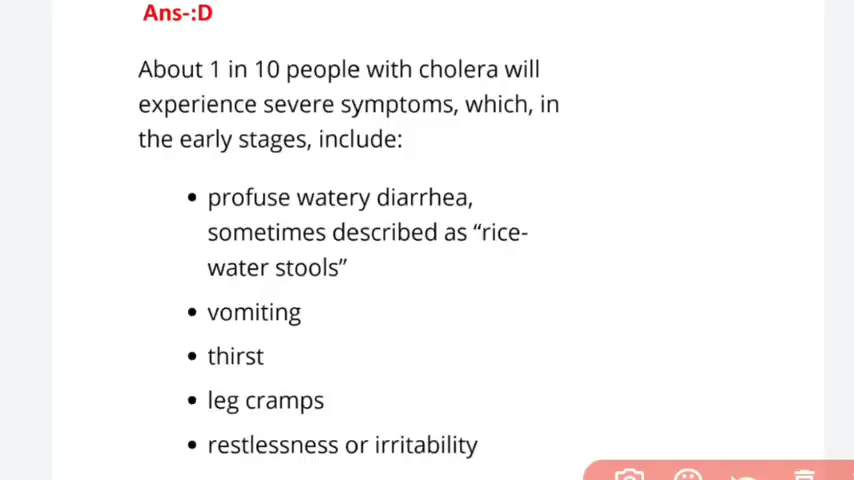 Ans-:D
About 1 in 10 people with cholera will
experience severe symptoms, which, in
the early stages, include:
• profuse watery diarrhea,
sometimes described as “rice-
water stools”
• vomiting
• thirst
• leg cramps
• restlessness or irritability